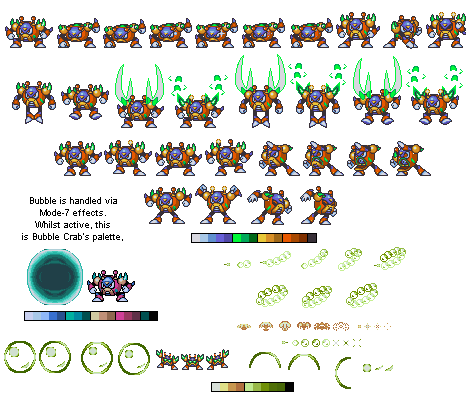 Bubble is handled via
Mode-7 effects.
Whilst active, this
is Bubble Crab's palette,